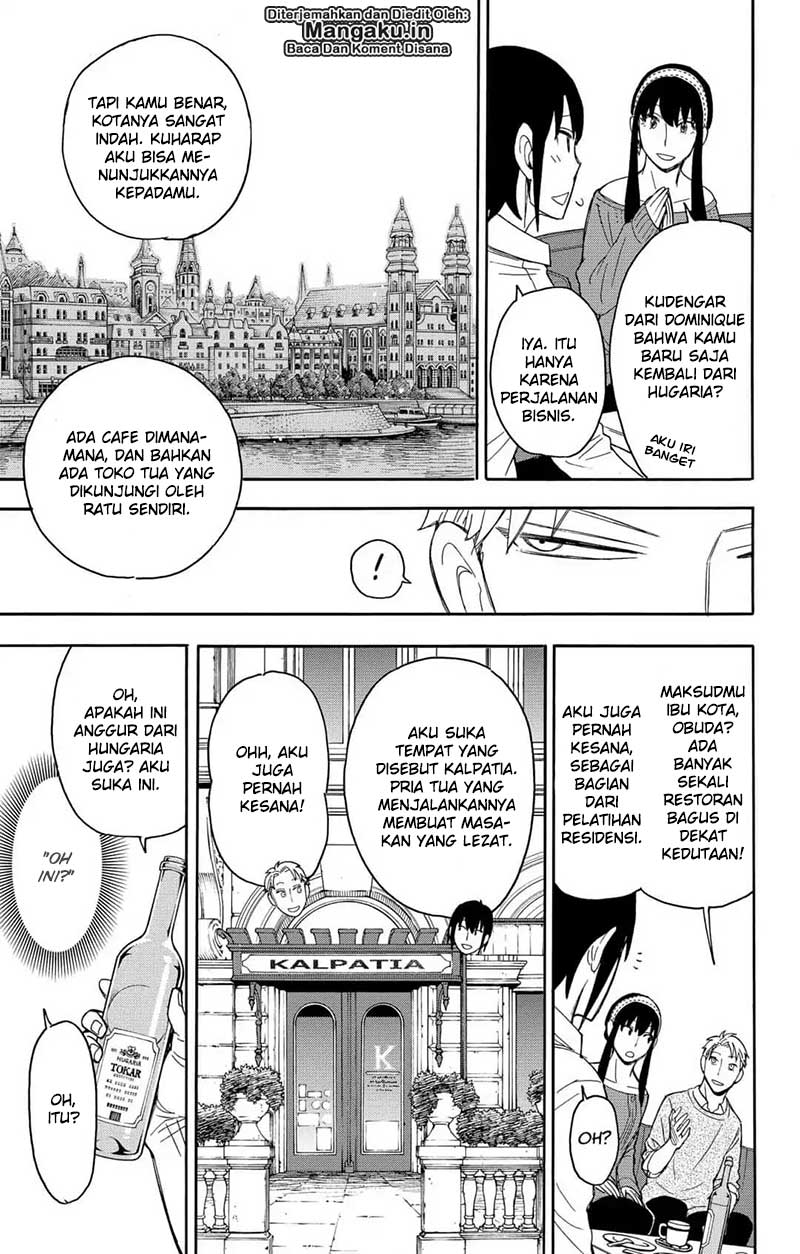 Diterjemahkan dan Diedit Oleh:
Mangaku.in
Baca Dan Koment Disana
KUDENGAR
DARI DOMINIQUE
BAHWA KAMU
BARU SAJA
KEMBALI DARI
HUGARIA?
AKU IRI
BANGET
IYA. ITU
HANYA
KARENA
PERJALANAN
BISNIS.
TAPI KAMU BENAR,
KOTANYA SANGAT
INDAH. KUHARAP
AKU BISA ME-
NUNJUKKANNYA
KEPADAMU.
ADA CAFE DIMANA-
MANA, DAN BAHKAN
ADA TOKO TUA YANG
DIKUNJUNGI OLEH
RATU SENDIRI.
!
MAKSUDMU
IBU KOTA,
OBUDA?
ADA
BANYAK
SEKALI
RESTORAN
BAGUS DI
DEKAT
KEDUTAAN!
AKU JUGA
PERNAH
KESANA,
SEBAGAI
BAGIAN
DARI
PELATIHAN
RESIDENSI.
OH?
AKU SUKA
TEMPAT YANG
DISEBUT KALPATIA.
PRIA TUA YANG
MENJALANKANNYA
MEMBUAT MASA-
KAN YANG LEZAT.
OHH, AKU
JUGA
PERNAH
KESANA!
KALPATIA
K
OH,
APAKAH INI
ANGGUR DARI
HUNGARIA
JUGA? AKU
SUKA INI.
"OH
INI?"
HUGARIA
TOKAR
OH,
ITU?